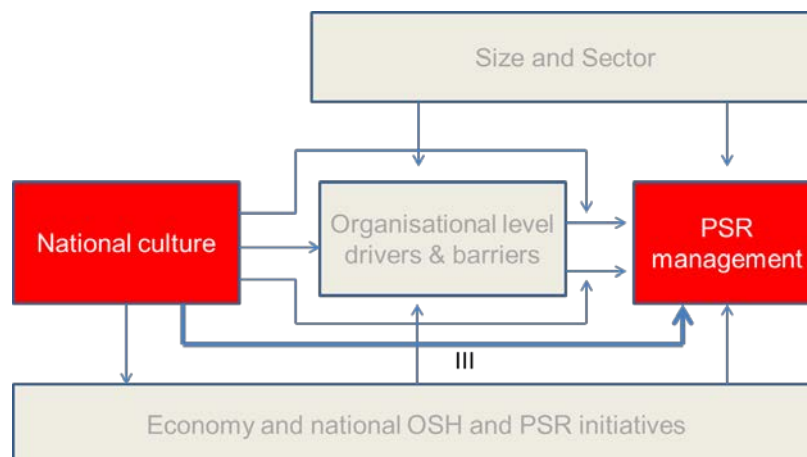 Size and Sector
National culture
Organisational level
drivers & barriers
PSR
management
III
Economy and national OSH and PSR initiatives